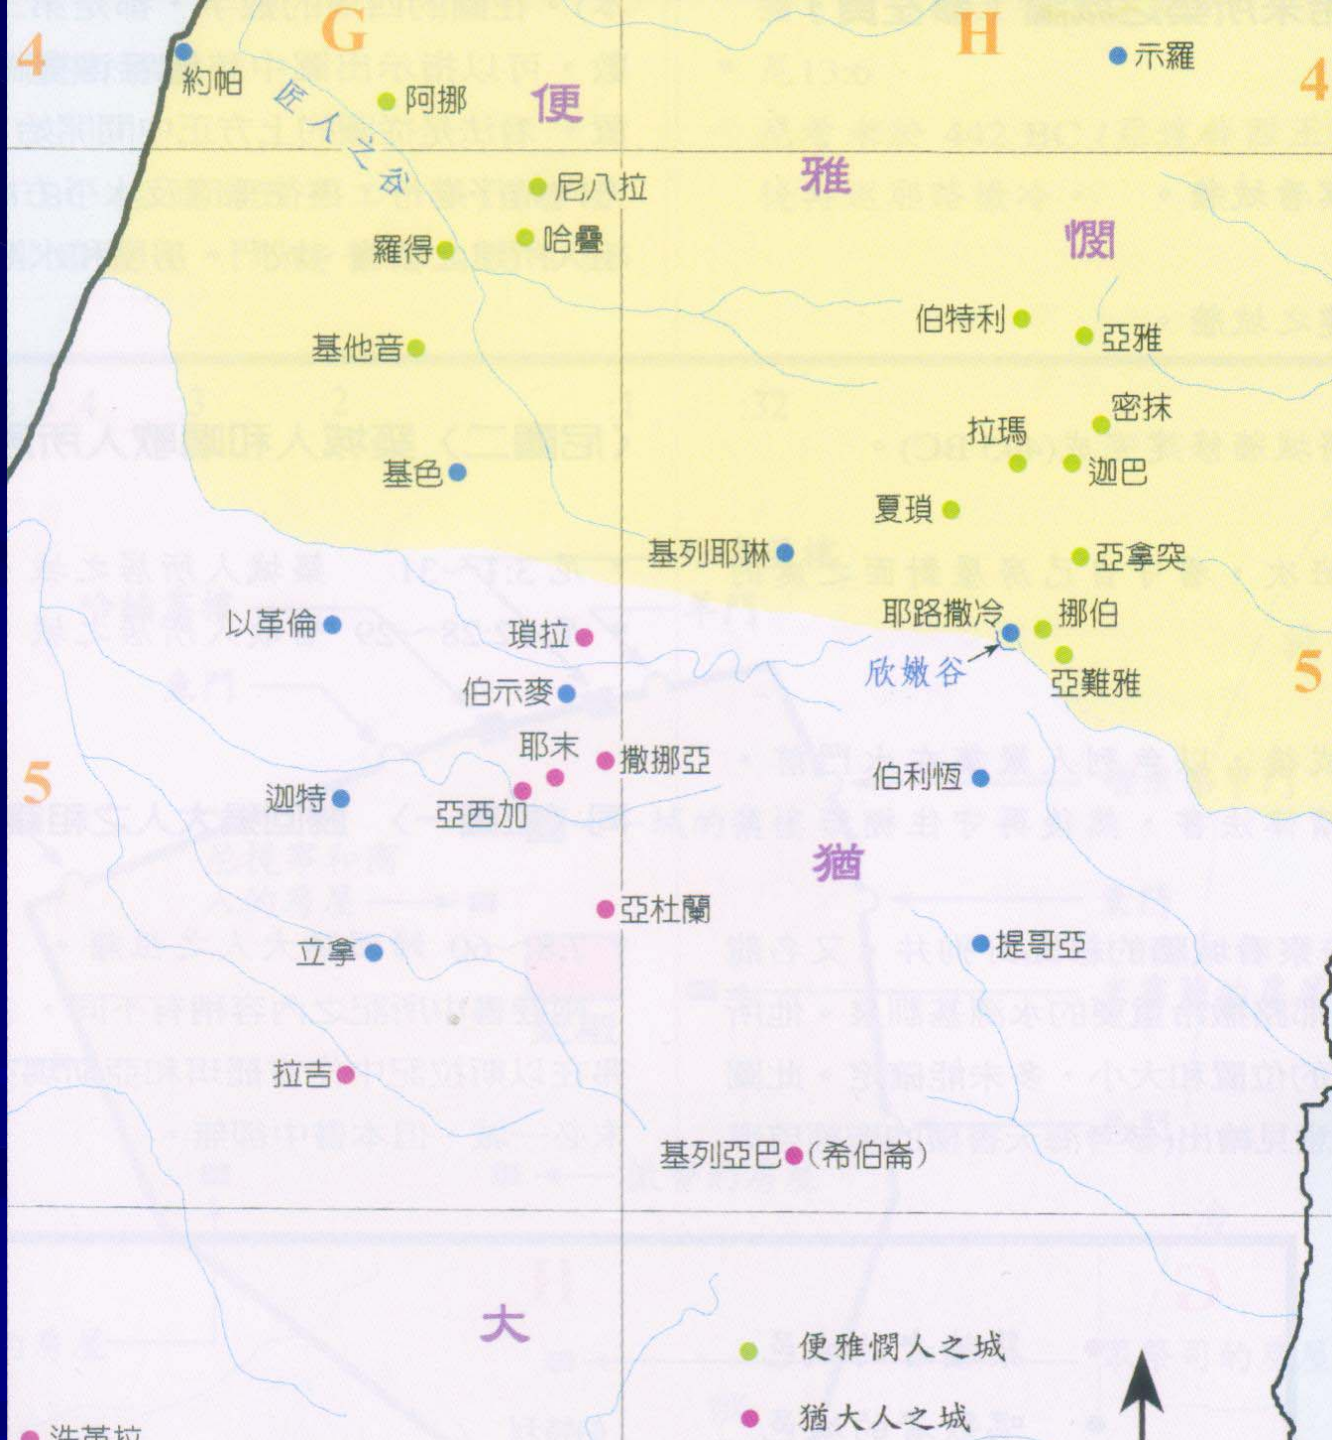 G
H
4
4
約帕
示羅
阿挪
便
匠人之谷
雅
尼八拉
憫
羅得
哈疊
伯特利
亞雅
基他音
密抹
拉瑪
基色
迦巴
夏瑣
基列耶琳
亞拿突
耶路撒冷
挪伯
以革倫
瑣拉
欣嫩谷
亞難雅
5
伯示麥
耶末
撒挪亞
伯利恆
5
迦特
亞西加
猶
亞杜蘭
提哥亞
立拿
拉吉
基列亞巴(希伯崙)
大
便雅憫人之城
猶大人之城